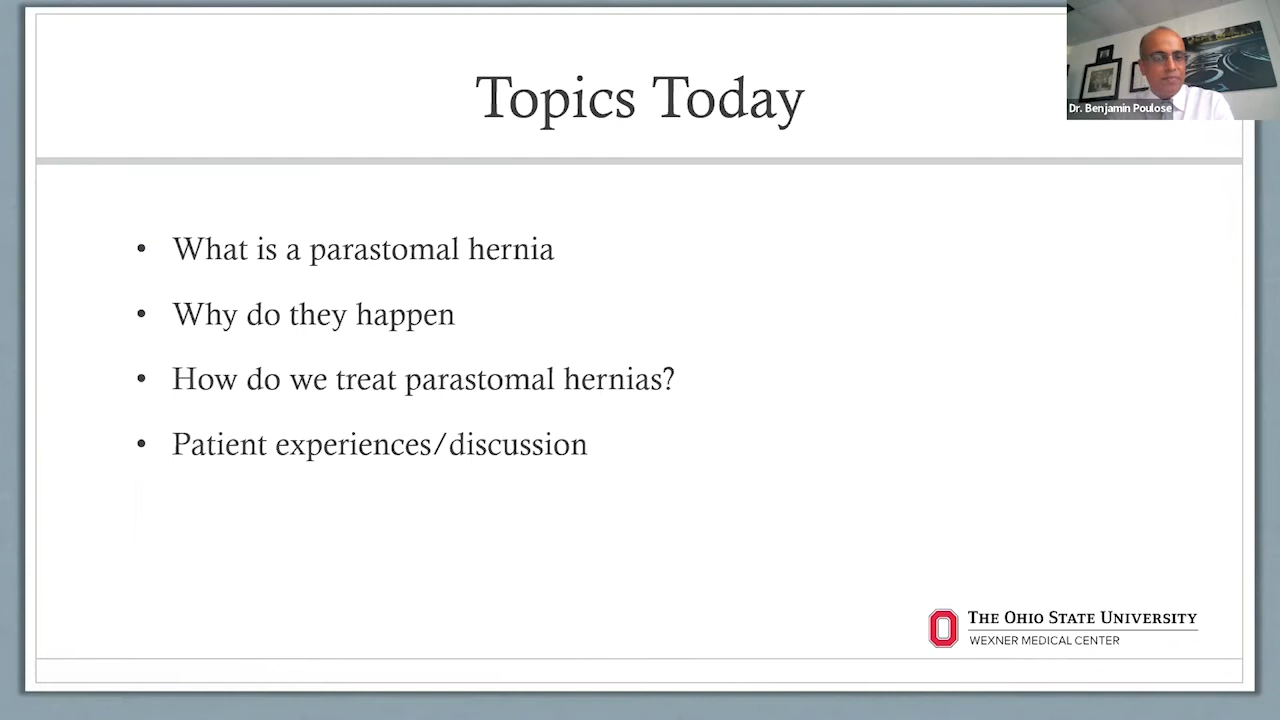 Topics Today
Dr. Benjamin Poulose
• What is a parastomal hernia
• Why do they happen
• How do we treat parastomal hernias?
• Patient experiences/discussion
THE OHIO STATE UNIVERSITY
WEXNER MEDICAL CENTER